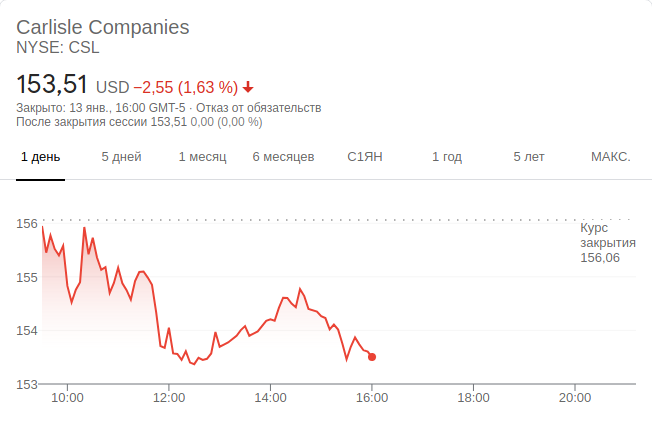 Carlisle Companies
NYSE: CSL
153,51 USD −2,55 (1,63 %)
Закрыто: 13 янв., 16:00 GMT-5 · Отказ от обязательств
После закрытия сессии 153,51 0,00 (0,00 %)
1 день 5 дней 1 месяц 6 месяцев С1ЯН 1 год 5 лет МАКС.
156
Курс
закрытия
156,06
155
154
153
10:00 12:00 14:00 16:00 18:00 20:00